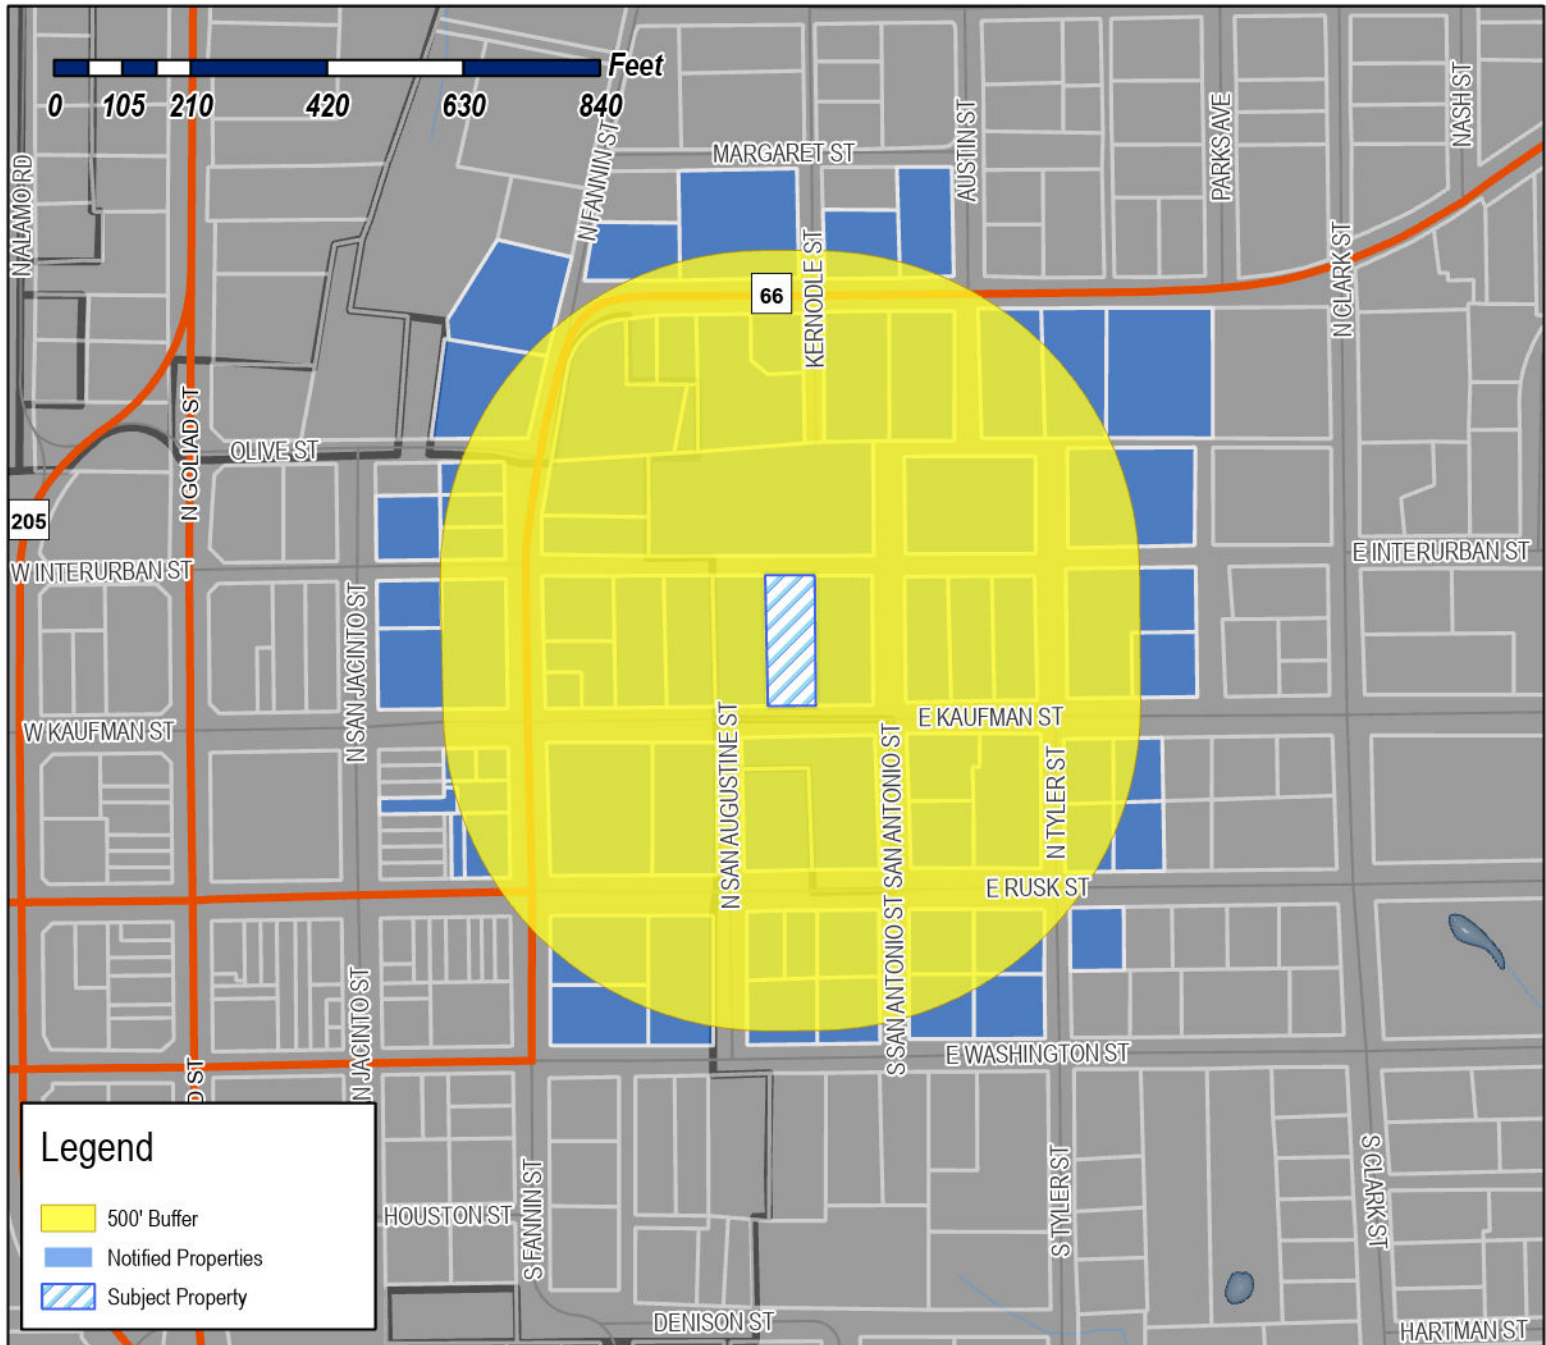 Feet
0 105 210 420 630 840
N ALAMO RD
N FANNIN ST
MARGARET ST
AUSTIN ST
PARKS AVE
NASH ST
N CLARK ST
KERNODLE ST
66
N GOLIAD ST
OLIVE ST
205
W INTERURBAN ST
E INTERURBAN ST
N SAN JACINTO ST
W KAUFMAN ST
E KAUFMAN ST
N SAN AUGUSTINE ST
SAN ANTONIO ST
N TYLER ST
E RUSK ST
S SAN ANTONIO ST
N JACINTO ST
E WASHINGTON ST
D ST
S FANNIN ST
HOUSTON ST
S TYLER ST
S CLARK ST
DENISON ST
HARTMAN ST
Legend
500' Buffer
Notified Properties
Subject Property